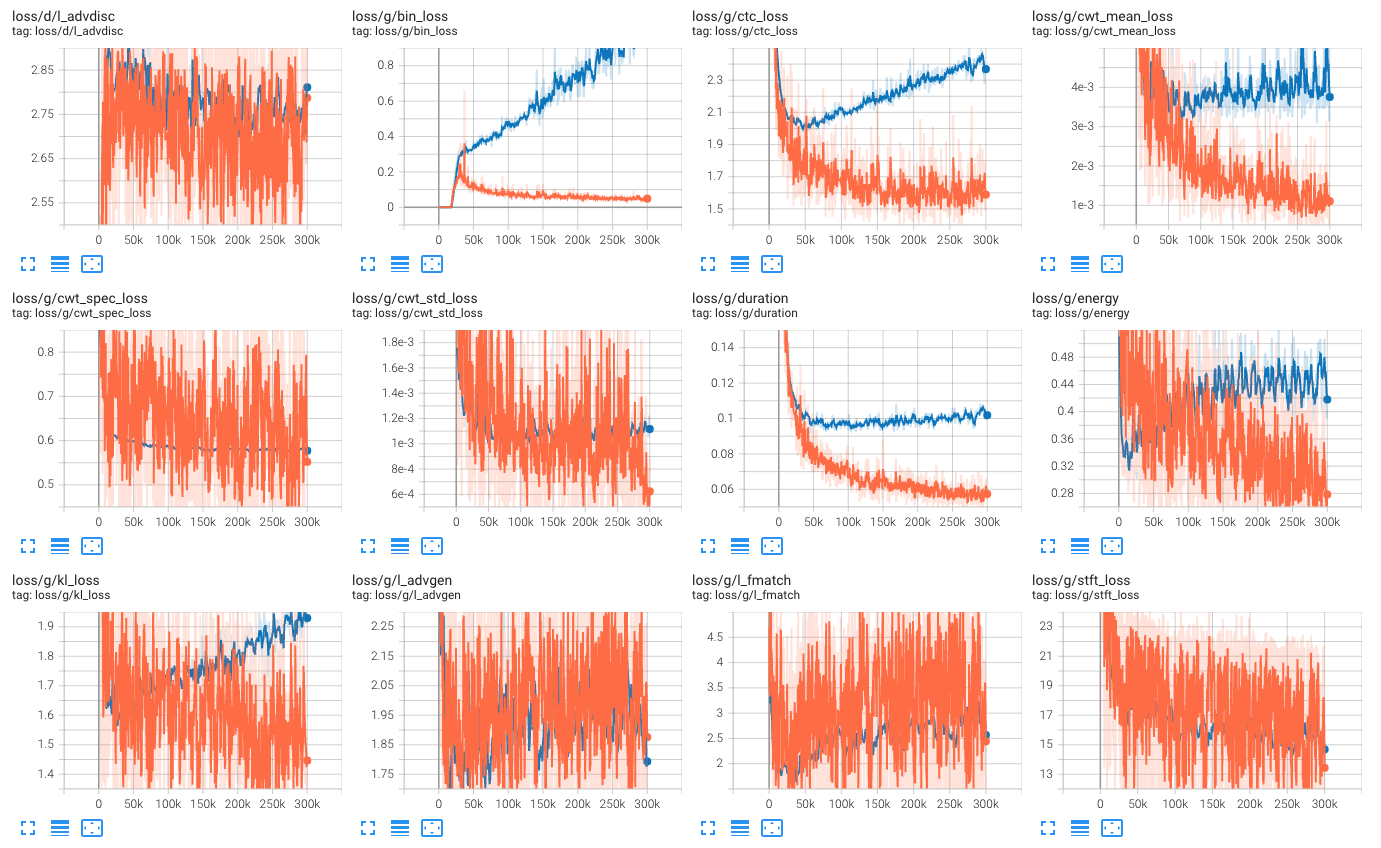 loss/d/l_advdisc
tag: loss/d/l_advdisc
2.85
2.75
2.65
2.55
0 50k 100k 150k 200k 250k 300k
loss/g/bin_loss
tag: loss/g/bin_loss
0.8
0.6
0.4
0.2
0
0 50k 100k 150k 200k 250k 300k
loss/g/ctc_loss
tag: loss/g/ctc_loss
2.3
2.1
1.9
1.7
1.5
0 50k 100k 150k 200k 250k 300k
loss/g/cwt_mean_loss
tag: loss/g/cwt_mean_loss
4e-3
3e-3
2e-3
1e-3
0 50k 100k 150k 200k 250k 300k
loss/g/cwt_spec_loss
tag: loss/g/cwt_spec_loss
0.8
0.7
0.6
0.5
0 50k 100k 150k 200k 250k 300k
loss/g/cwt_std_loss
tag: loss/g/cwt_std_loss
1.8e-3
1.6e-3
1.4e-3
1.2e-3
1e-3
8e-4
6e-4
0 50k 100k 150k 200k 250k 300k
loss/g/duration
tag: loss/g/duration
0.14
0.12
0.1
0.08
0.06
0 50k 100k 150k 200k 250k 300k
loss/g/energy
tag: loss/g/energy
0.48
0.44
0.4
0.36
0.32
0.28
0 50k 100k 150k 200k 250k 300k
loss/g/kl_loss
tag: loss/g/kl_loss
1.9
1.8
1.7
1.6
1.5
1.4
0 50k 100k 150k 200k 250k 300k
loss/g/l_advgen
tag: loss/g/l_advgen
2.25
2.15
2.05
1.95
1.85
1.75
0 50k 100k 150k 200k 250k 300k
loss/g/l_fmatch
tag: loss/g/l_fmatch
4.5
4
3.5
3
2.5
2
0 50k 100k 150k 200k 250k 300k
loss/g/stft_loss
tag: loss/g/stft_loss
23
21
19
17
15
13
0 50k 100k 150k 200k 250k 300k